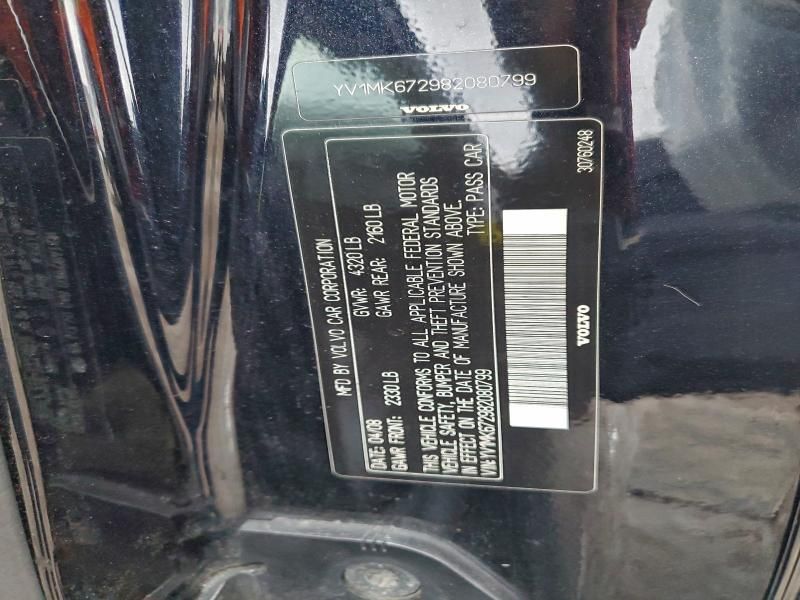 YV1MK672982080799
VOLVO
MFD BY VOLVO CAR CORPORATION
GVWR: 4320 LB
DATE: 04/08 GAWR REAR: 2160 LB
GAWR FRONT: 2330 LB
THIS VEHICLE CONFORMS TO ALL APPLICABLE FEDERAL MOTOR
VEHICLE SAFETY, BUMPER AND THEFT PREVENTION STANDARDS
IN EFFECT ON THE DATE OF MANUFACTURE SHOWN ABOVE.
VIN: YV1MK672982080799 TYPE: PASS CAR
VOLVO
30760248